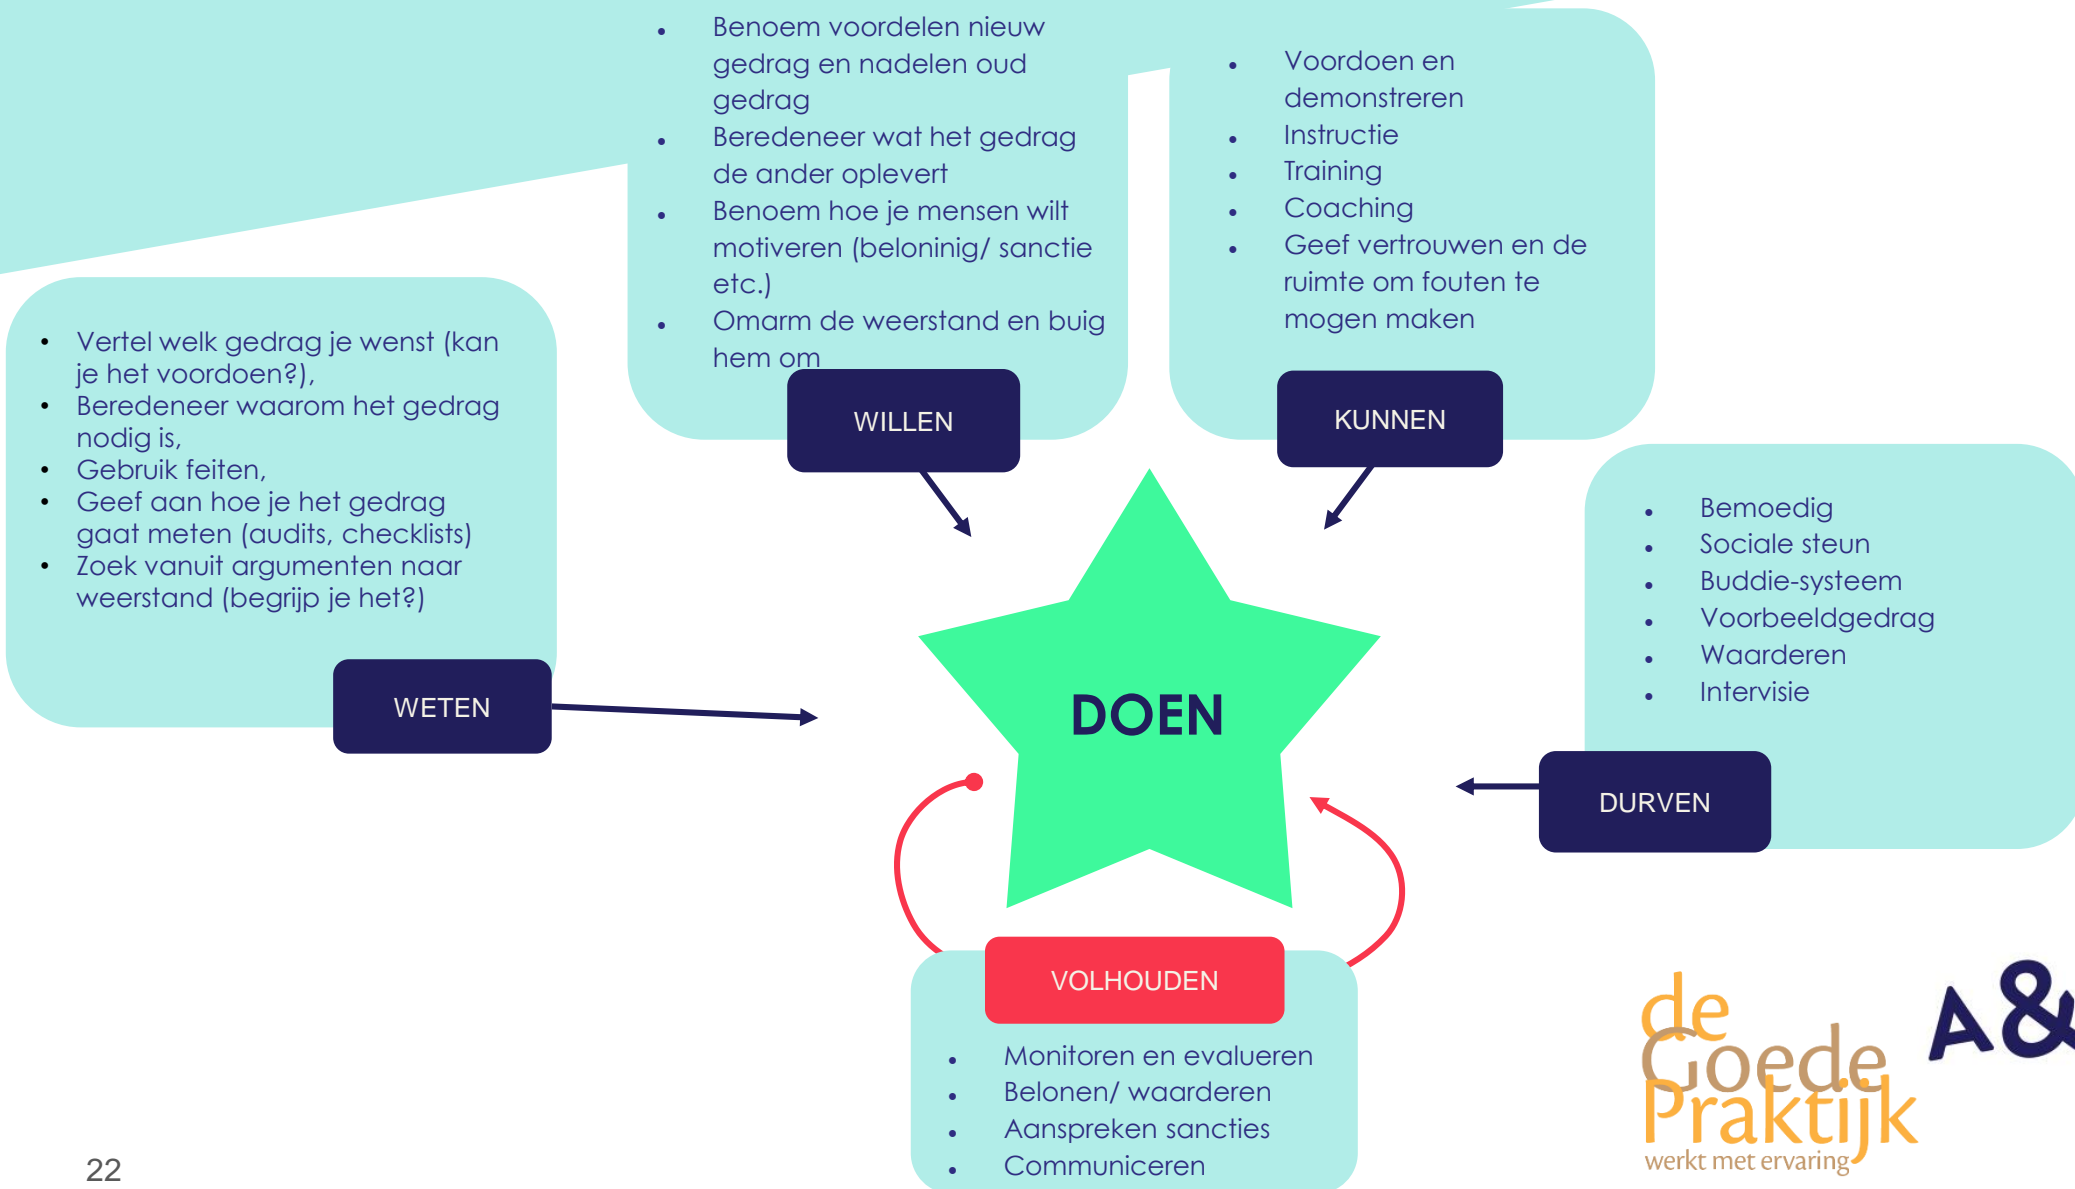 • Benoem voordelen nieuw
gedrag en nadelen oud
gedrag
• Beredeneer wat het gedrag
de ander oplevert
• Benoem hoe je mensen wilt
motiveren (beloninig/ sanctie
etc.)
• Omarm de weerstand en buig
hem om
WILLEN
• Voordoen en
demonstreren
• Instructie
• Training
• Coaching
• Geef vertrouwen en de
ruimte om fouten te
mogen maken
KUNNEN
• Vertel welk gedrag je wenst (kan
je het voordoen?),
• Beredeneer waarom het gedrag
nodig is,
• Gebruik feiten,
• Geef aan hoe je het gedrag
gaat meten (audits, checklists)
• Zoek vanuit argumenten naar
weerstand (begrijp je het?)
WETEN
• Bemoedig
• Sociale steun
• Buddie-systeem
• Voorbeeldgedrag
• Waarderen
• Intervisie
DURVEN
DOEN
VOLHOUDEN
• Monitoren en evalueren
• Belonen/ waarderen
• Aanspreken sancties
• Communiceren
de
Goede
Praktijk
werkt met ervaring
A&
22